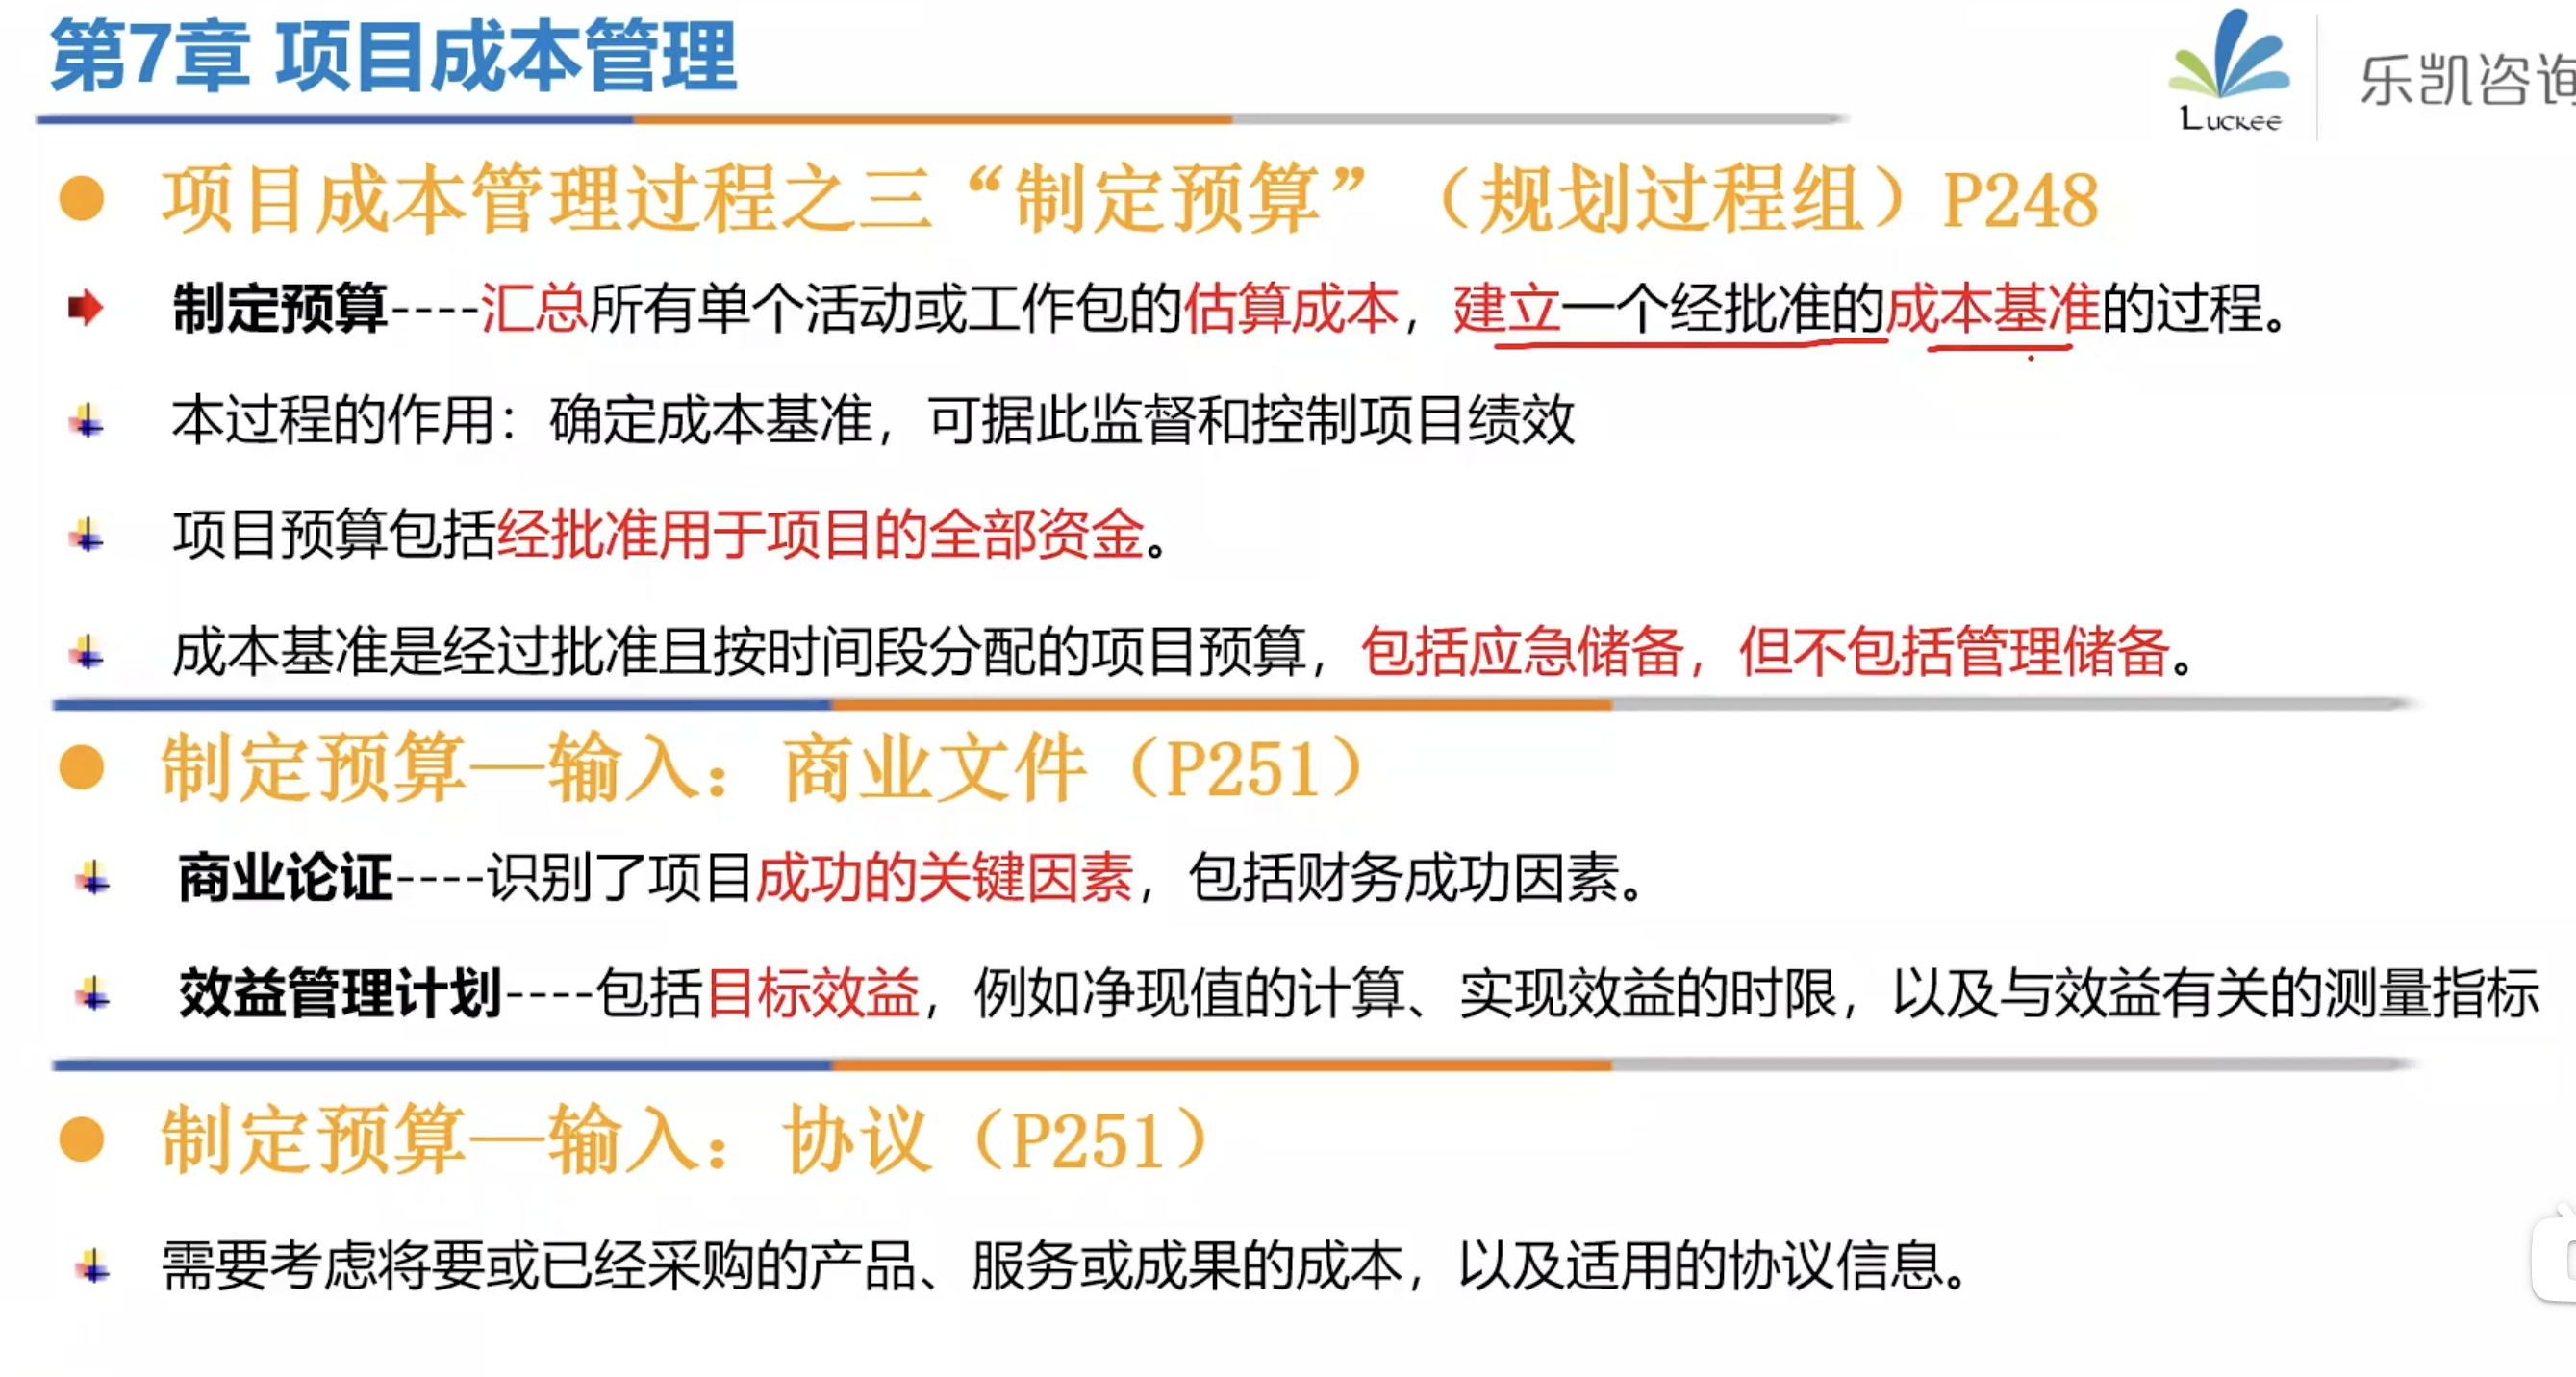 第7章 项目成本管理
LUCKEE
乐凯咨询
项目成本管理过程之三“制定预算”（规划过程组）P248
制定预算----汇总所有单个活动或工作包的估算成本，建立一个经批准的成本基准的过程。
本过程的作用：确定成本基准，可据此监督和控制项目绩效
项目预算包括经批准用于项目的全部资金。
成本基准是经过批准且按时间段分配的项目预算，包括应急储备，但不包括管理储备。
制定预算—输入：商业文件（P251）
商业论证----识别了项目成功的关键因素，包括财务成功因素。
效益管理计划----包括目标效益，例如净现值的计算、实现效益的时限，以及与效益有关的测量指标
制定预算—输入：协议（P251）
需要考虑将要或已经采购的产品、服务或成果的成本，以及适用的协议信息。